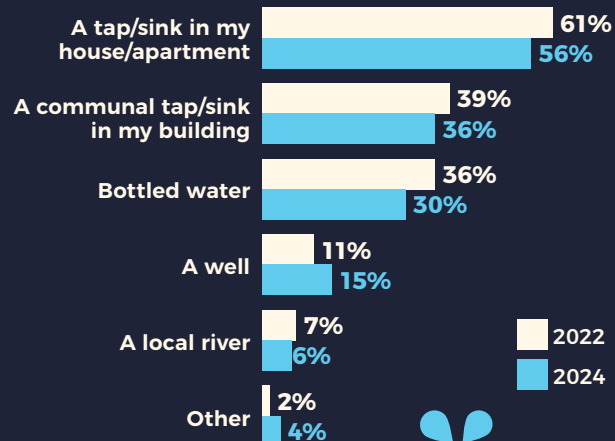 A tap/sink in my
house/apartment
61%
56%
A communal tap/sink
in my building
39%
36%
Bottled water
36%
30%
A well
11%
15%
A local river
7%
6%
Other
2%
4%
2022
2024